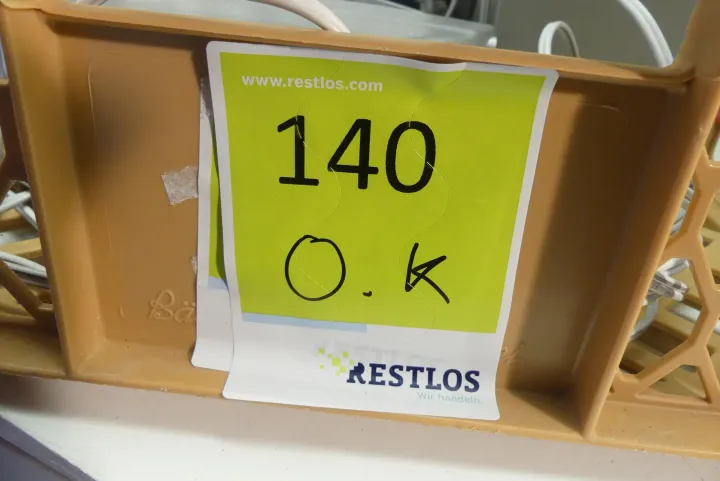 www.restlos.com
140
O.K
RESTLOS
Wir handeln.